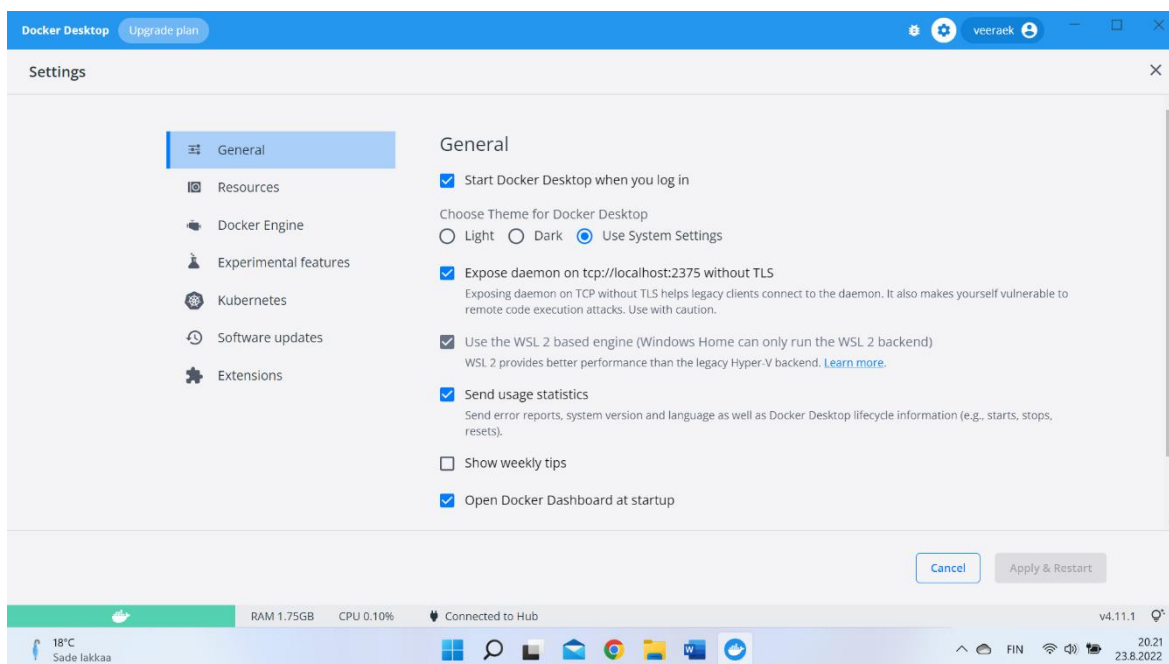 Docker Desktop Upgrade plan veeraek
Settings
General
Resources
Docker Engine
Experimental features
Kubernetes
Software updates
Extensions
General
Start Docker Desktop when you log in
Choose Theme for Docker Desktop
Light Dark Use System Settings
Expose daemon on tcp://localhost:2375 without TLS
Exposing daemon on TCP without TLS helps legacy clients connect to the daemon. It also makes yourself vulnerable to
remote code execution attacks. Use with caution.
Use the WSL 2 based engine (Windows Home can only run the WSL 2 backend)
WSL 2 provides better performance than the legacy Hyper-V backend. Learn more.
Send usage statistics
Send error reports, system version and language as well as Docker Desktop lifecycle information (e.g., starts, stops,
resets).
Show weekly tips
Open Docker Dashboard at startup
Cancel Apply & Restart
RAM 1.75GB CPU 0.10% Connected to Hub v4.11.1
18°C
Sade lakkaa
FIN
20.21
23.8.2022